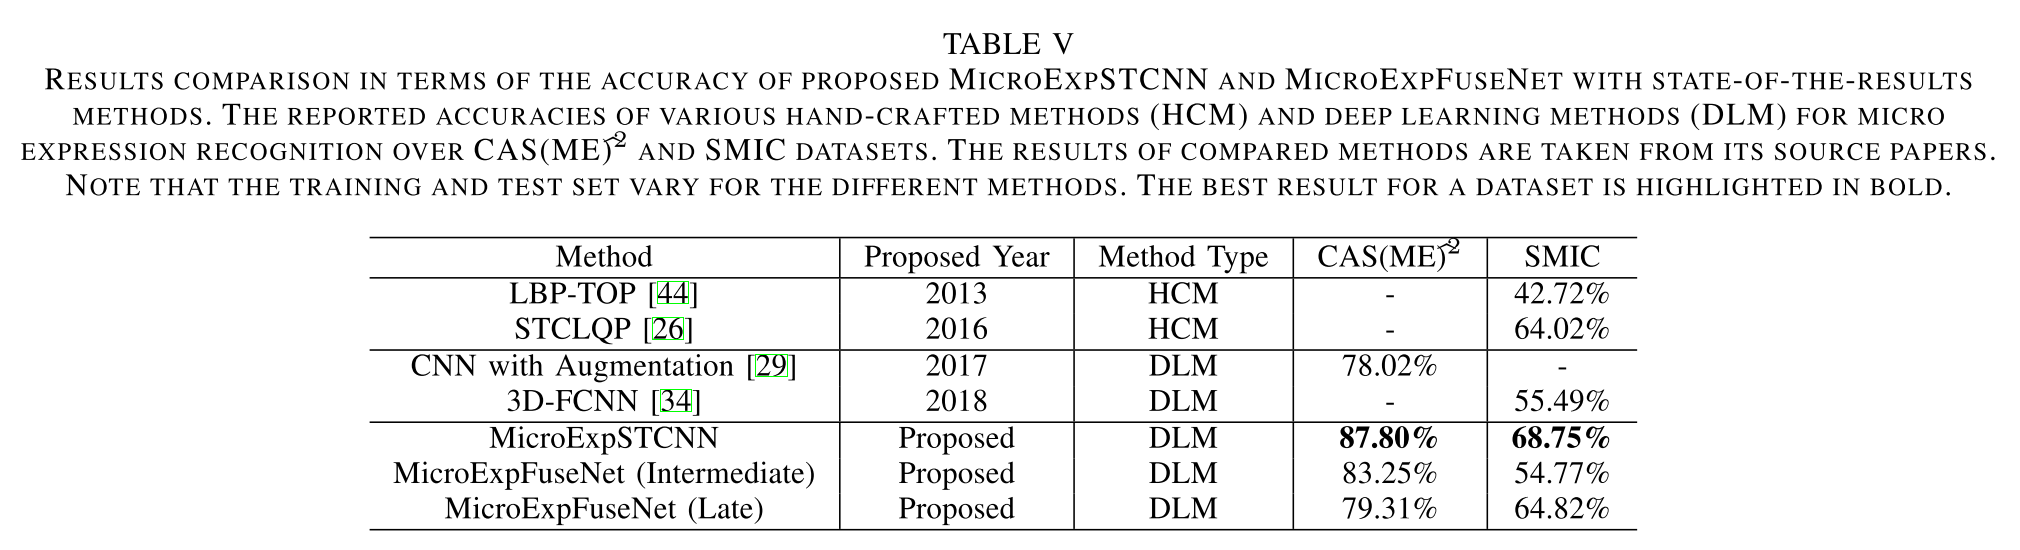 TABLE V
RESULTS COMPARISON IN TERMS OF THE ACCURACY OF PROPOSED MICROEXPSTCNN AND MICROEXPFUSENET WITH STATE-OF-THE-RESULTS
METHODS. THE REPORTED ACCURACIES OF VARIOUS HAND-CRAFTED METHODS (HCM) AND DEEP LEARNING METHODS (DLM) FOR MICRO
EXPRESSION RECOGNITION OVER CAS(ME)^2 AND SMIC DATASETS. THE RESULTS OF COMPARED METHODS ARE TAKEN FROM ITS SOURCE PAPERS.
NOTE THAT THE TRAINING AND TEST SET VARY FOR THE DIFFERENT METHODS. THE BEST RESULT FOR A DATASET IS HIGHLIGHTED IN BOLD.
Method Proposed Year Method Type CAS(ME)^2 SMIC
LBP-TOP [44] 2013 HCM - 42.72%
STCLQP [26] 2016 HCM - 64.02%
CNN with Augmentation [29] 2017 DLM 78.02% -
3D-FCNN [34] 2018 DLM - 55.49%
MicroExpSTCNN Proposed DLM 87.80% 68.75%
MicroExpFuseNet (Intermediate) Proposed DLM 83.25% 54.77%
MicroExpFuseNet (Late) Proposed DLM 79.31% 64.82%